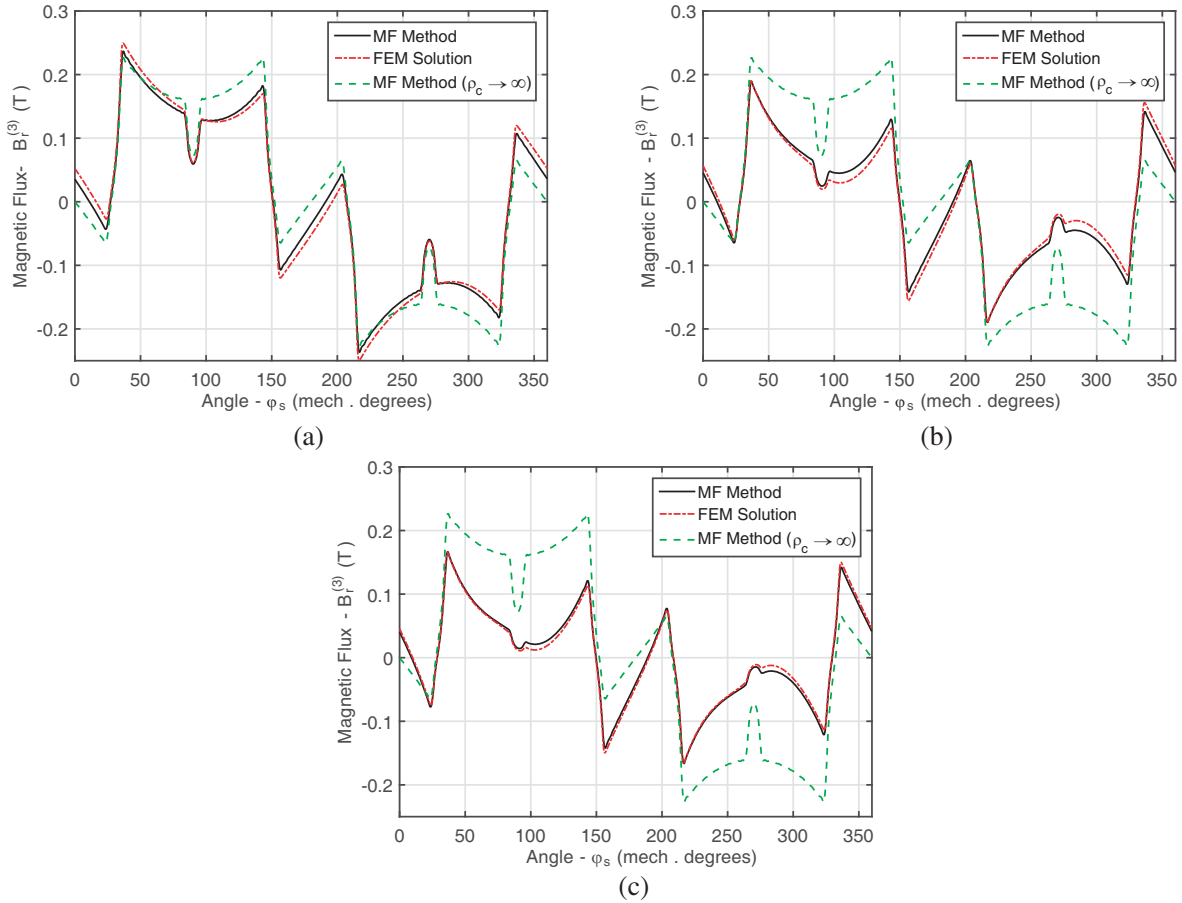 0.3
0.2
0.1
0
-0.1
-0.2
Magnetic Flux- B_r^(3) (T)
MF Method
FEM Solution
MF Method (ρ_c → ∞)
0 50 100 150 200 250 300 350
Angle - φ_s (mech . degrees)
(a)
0.3
0.2
0.1
0
-0.1
-0.2
Magnetic Flux - B_r^(3) (T)
MF Method
FEM Solution
MF Method (ρ_c → ∞)
0 50 100 150 200 250 300 350
Angle - φ_s (mech . degrees)
(b)
0.3
0.2
0.1
0
-0.1
-0.2
Magnetic Flux - B_r^(3) (T)
MF Method
FEM Solution
MF Method (ρ_c → ∞)
0 50 100 150 200 250 300 350
Angle - φ_s (mech . degrees)
(c)